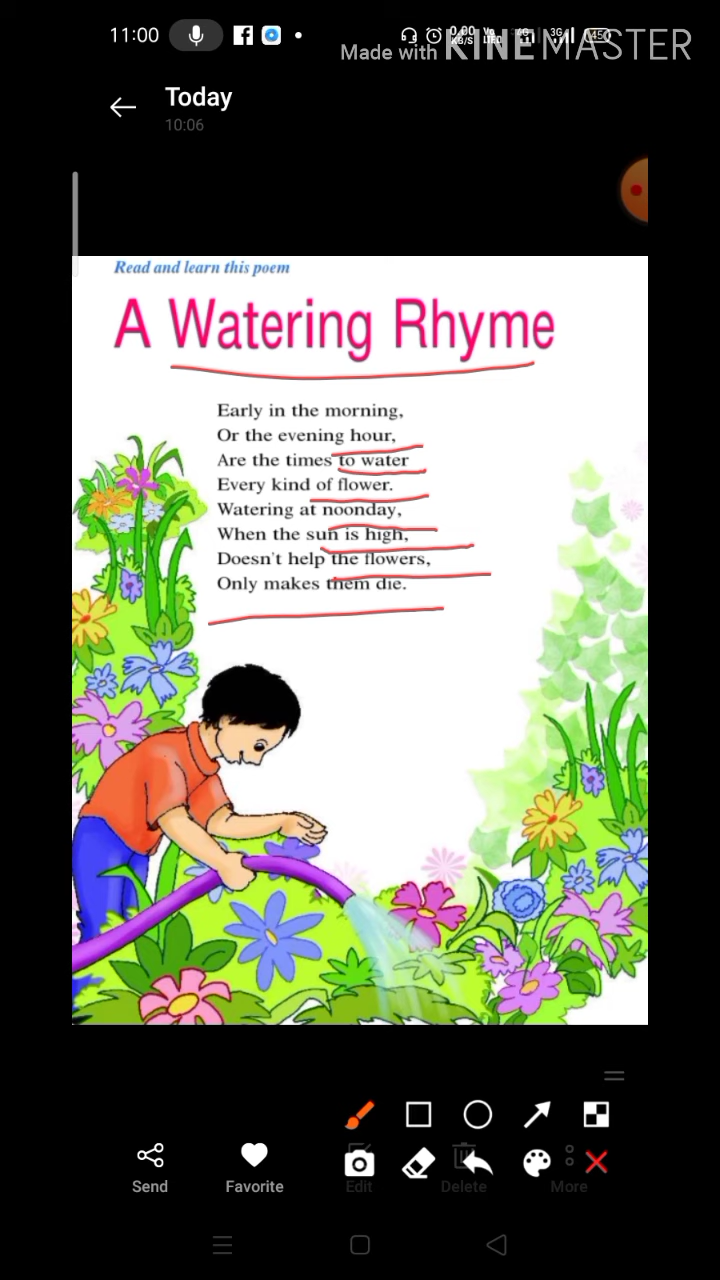 11:00
Made with KINEMASTER
Today
10:06
Read and learn this poem
A Watering Rhyme
Early in the morning,
Or the evening hour,
Are the times to water
Every kind of flower.
Watering at noonday,
When the sun is high,
Doesn't help the flowers,
Only makes them die.
Send
Favorite
Edit
Delete
More